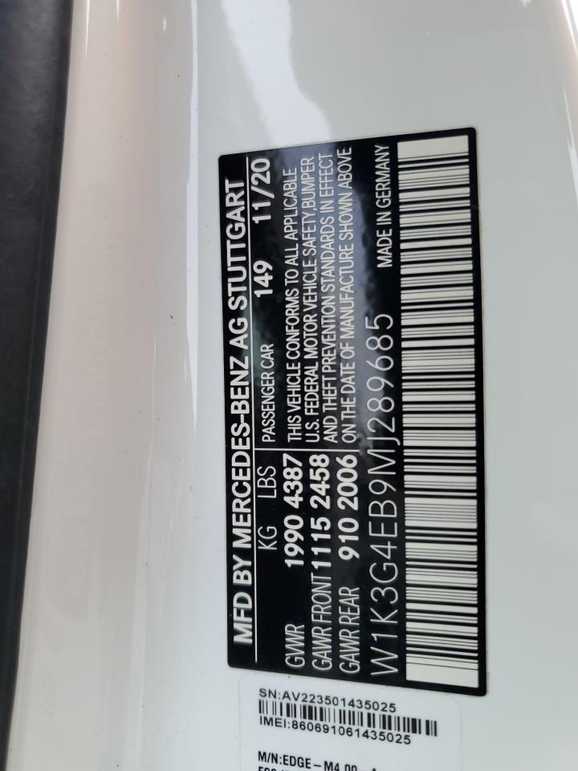 MFD BY MERCEDES-BENZ AG STUTTGART
KG LBS PASSENGER CAR 149 11/20
GVWR 1990 4387 THIS VEHICLE CONFORMS TO ALL APPLICABLE
GAWR FRONT 1115 2458 U.S. FEDERAL MOTOR VEHICLE SAFETY,BUMPER
GAWR REAR 910 2006 AND THEFT PREVENTION STANDARDS IN EFFECT
ON THE DATE OF MANUFACTURE SHOWN ABOVE
W1K3G4EB9MJ289685 MADE IN GERMANY
SN:AV223501435025
IMEI:860691061435025
M/N:EDGE-M4.00